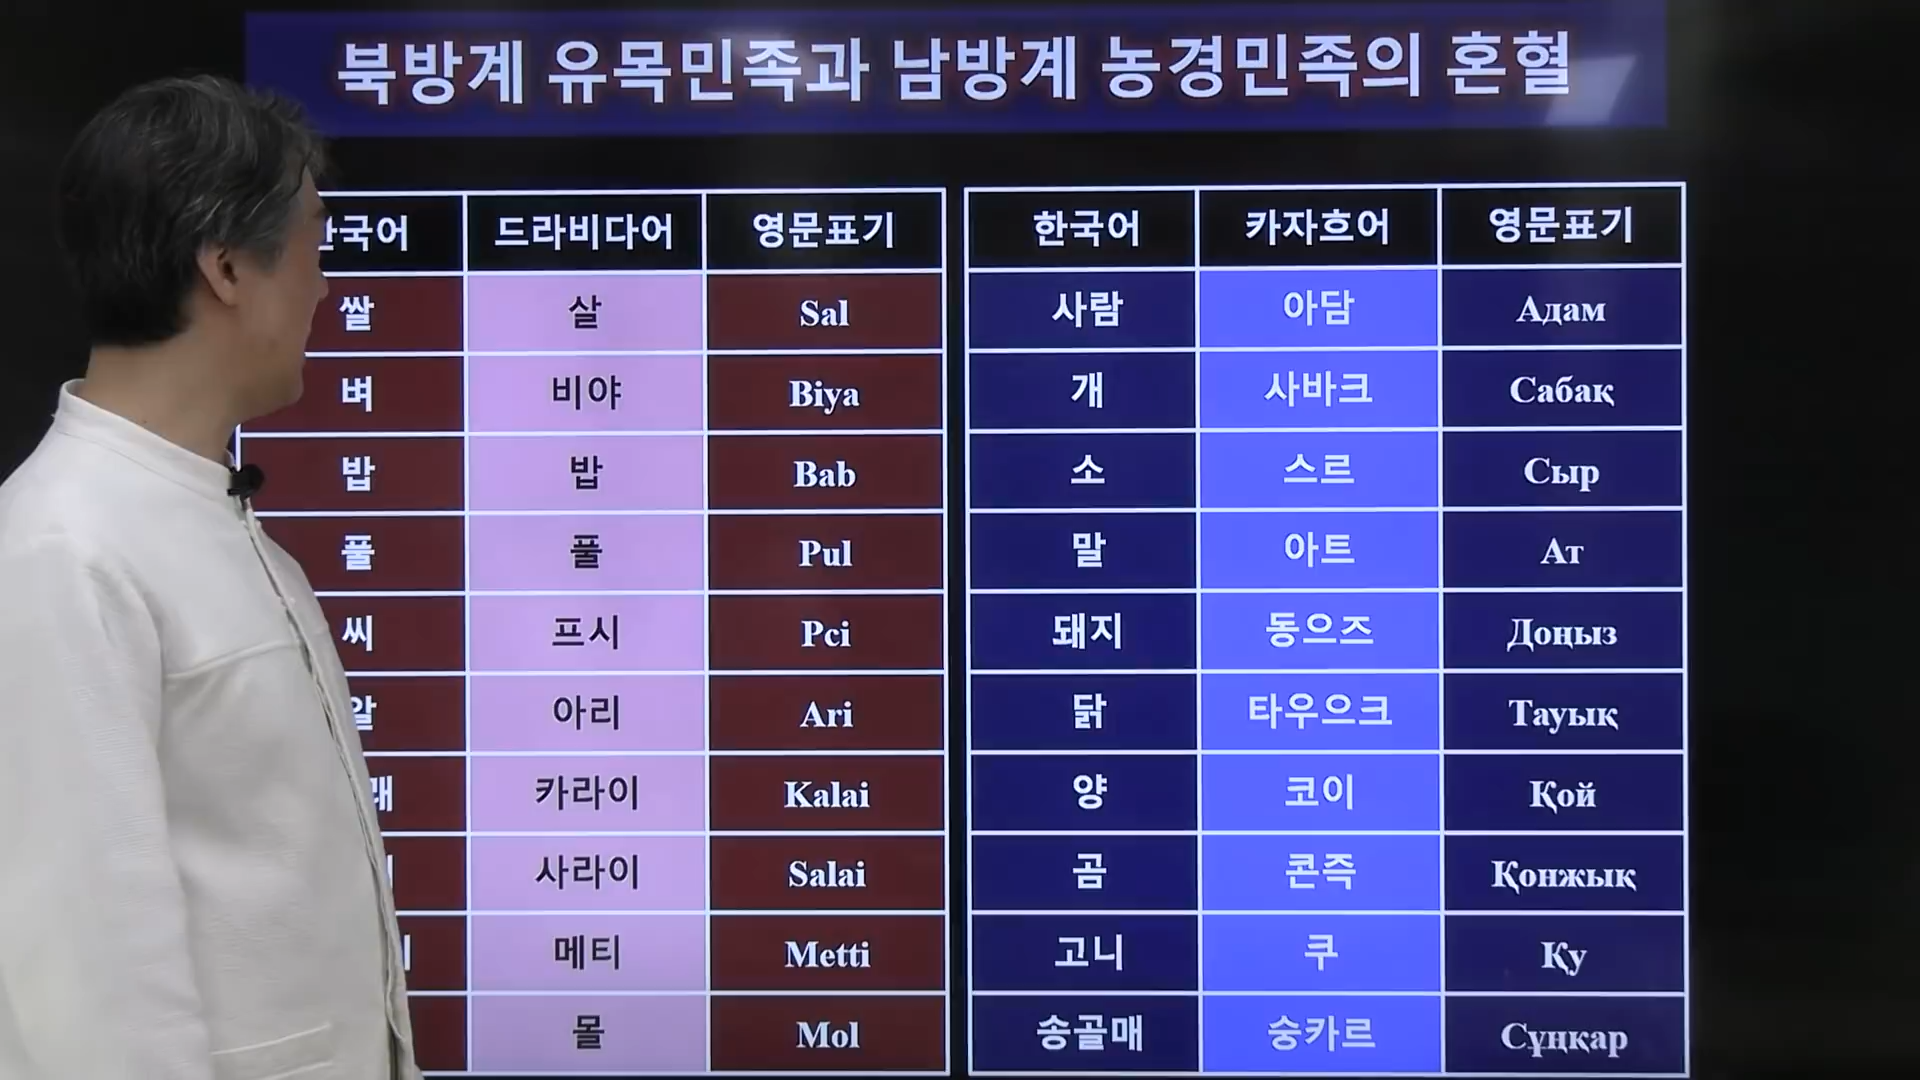 북방계 유목민족과 남방계 농경민족의 혼혈
한국어 드라비다어 영문표기
쌀 살 Sal
벼 비야 Biya
밥 밥 Bab
풀 풀 Pul
씨 프시 Pci
알 아리 Ari
카라이 Kalai
사라이 Salai
메티 Metti
몰 Mol
한국어 카자흐어 영문표기
사람 아담 Адам
개 사바크 Сабақ
소 스르 Сыр
말 아트 Ат
돼지 동으즈 Доңыз
닭 타우으크 Тауық
양 코이 Қой
곰 콘즉 Қонжық
고니 쿠 Қу
송골매 숭카르 Сұңқар